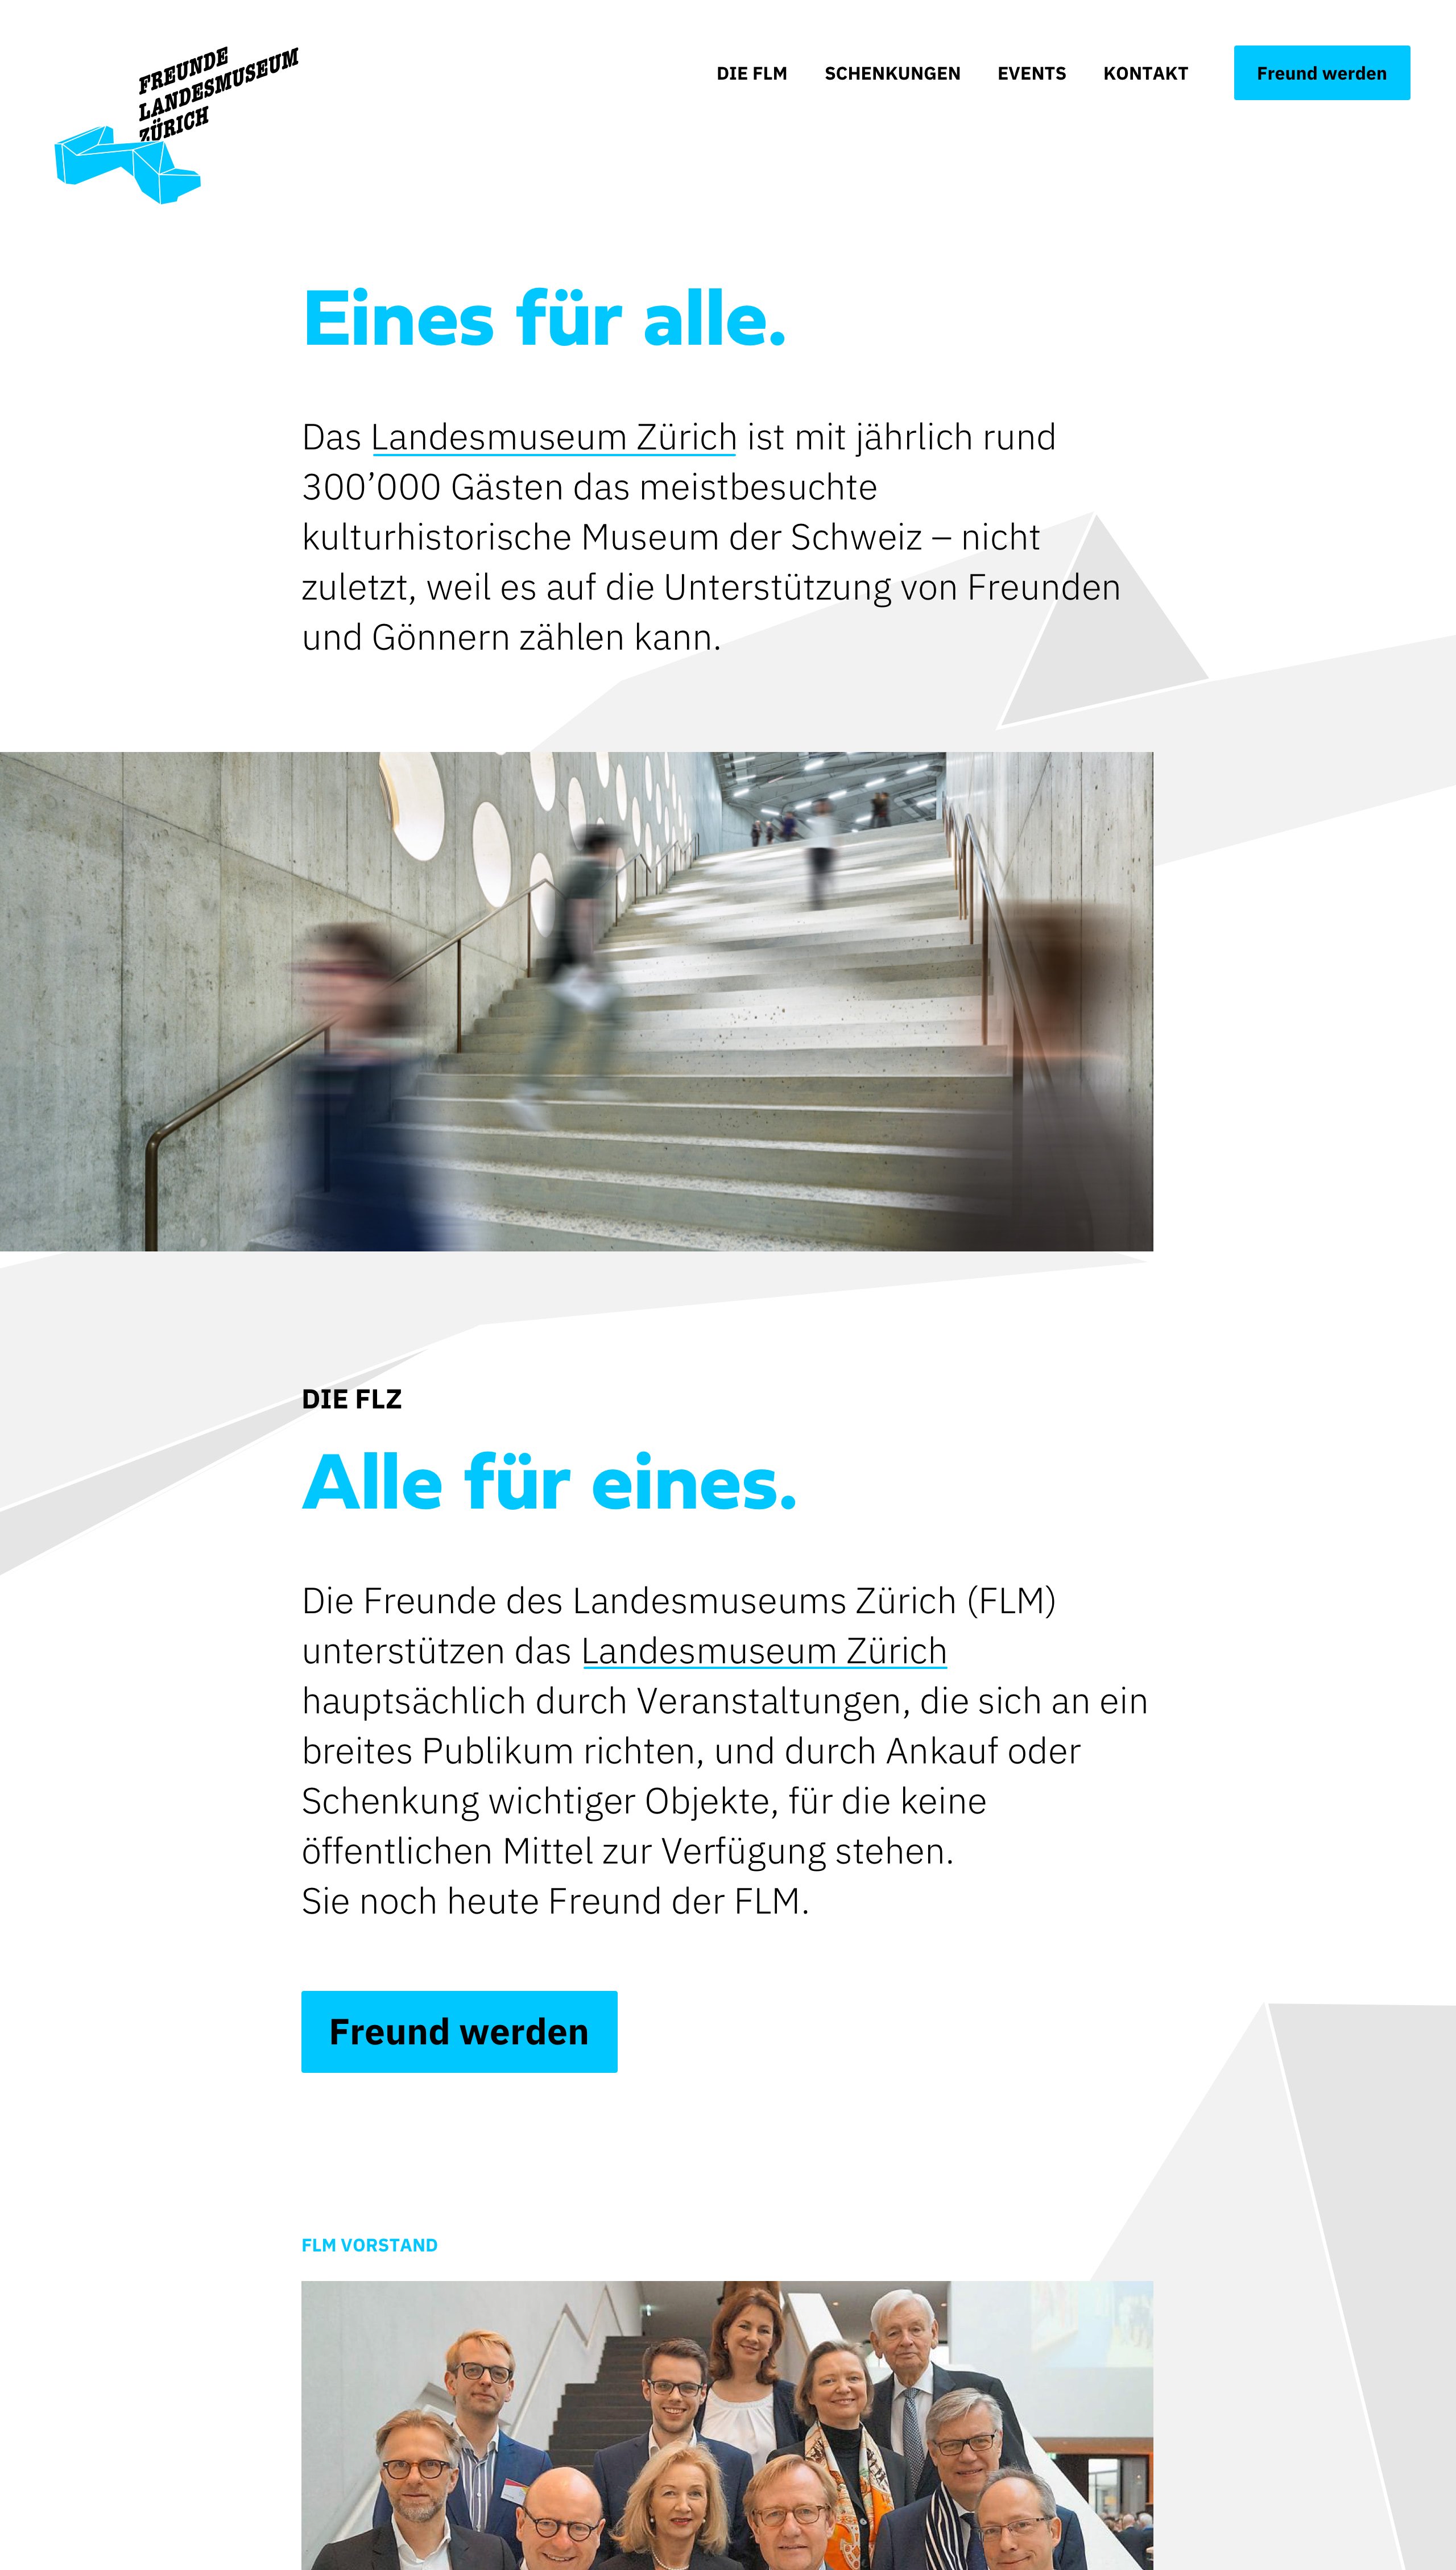 FREUNDE
LANDESMUSEUM
ZÜRICH
DIE FLM
SCHENKUNGEN
EVENTS
KONTAKT
Freund werden
Eines für alle.
Das Landesmuseum Zürich ist mit jährlich rund
300’000 Gästen das meistbesuchte
kulturhistorische Museum der Schweiz – nicht
zuletzt, weil es auf die Unterstützung von Freunden
und Gönnern zählen kann.
DIE FLZ
Alle für eines.
Die Freunde des Landesmuseums Zürich (FLM)
unterstützen das Landesmuseum Zürich
hauptsächlich durch Veranstaltungen, die sich an ein
breites Publikum richten, und durch Ankauf oder
Schenkung wichtiger Objekte, für die keine
öffentlichen Mittel zur Verfügung stehen.
Sie noch heute Freund der FLM.
Freund werden
FLM VORSTAND